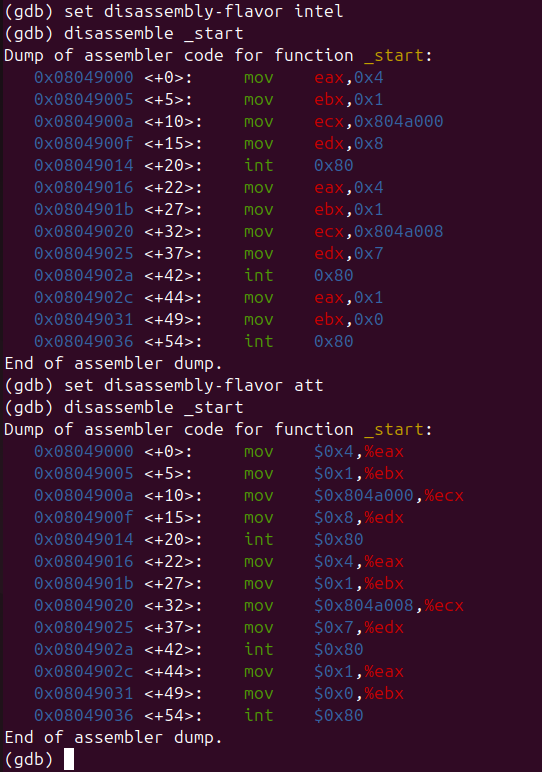 (gdb) set disassembly-flavor intel
(gdb) disassemble _start
Dump of assembler code for function _start:
   0x08049000 <+0>:     mov    eax,0x4
   0x08049005 <+5>:     mov    ebx,0x1
   0x0804900a <+10>:    mov    ecx,0x804a000
   0x0804900f <+15>:    mov    edx,0x8
   0x08049014 <+20>:    int    0x80
   0x08049016 <+22>:    mov    eax,0x4
   0x0804901b <+27>:    mov    ebx,0x1
   0x08049020 <+32>:    mov    ecx,0x804a008
   0x08049025 <+37>:    mov    edx,0x7
   0x0804902a <+42>:    int    0x80
   0x0804902c <+44>:    mov    eax,0x1
   0x08049031 <+49>:    mov    ebx,0x0
   0x08049036 <+54>:    int    0x80
End of assembler dump.
(gdb) set disassembly-flavor att
(gdb) disassemble _start
Dump of assembler code for function _start:
   0x08049000 <+0>:     mov    $0x4,%eax
   0x08049005 <+5>:     mov    $0x1,%ebx
   0x0804900a <+10>:    mov    $0x804a000,%ecx
   0x0804900f <+15>:    mov    $0x8,%edx
   0x08049014 <+20>:    int    $0x80
   0x08049016 <+22>:    mov    $0x4,%eax
   0x0804901b <+27>:    mov    $0x1,%ebx
   0x08049020 <+32>:    mov    $0x804a008,%ecx
   0x08049025 <+37>:    mov    $0x7,%edx
   0x0804902a <+42>:    int    $0x80
   0x0804902c <+44>:    mov    $0x1,%eax
   0x08049031 <+49>:    mov    $0x0,%ebx
   0x08049036 <+54>:    int    $0x80
End of assembler dump.
(gdb)